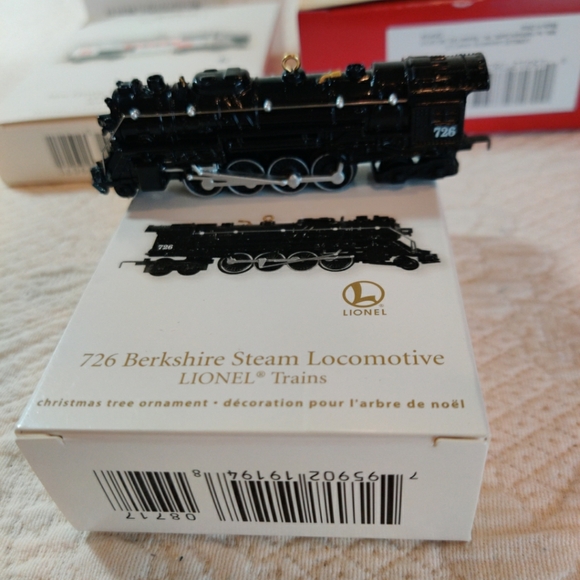 726
726
LIONEL®
726 Berkshire Steam Locomotive
LIONEL® Trains
christmas tree ornament • décoration pour l'arbre de noël
7 95902 19194 8
08717